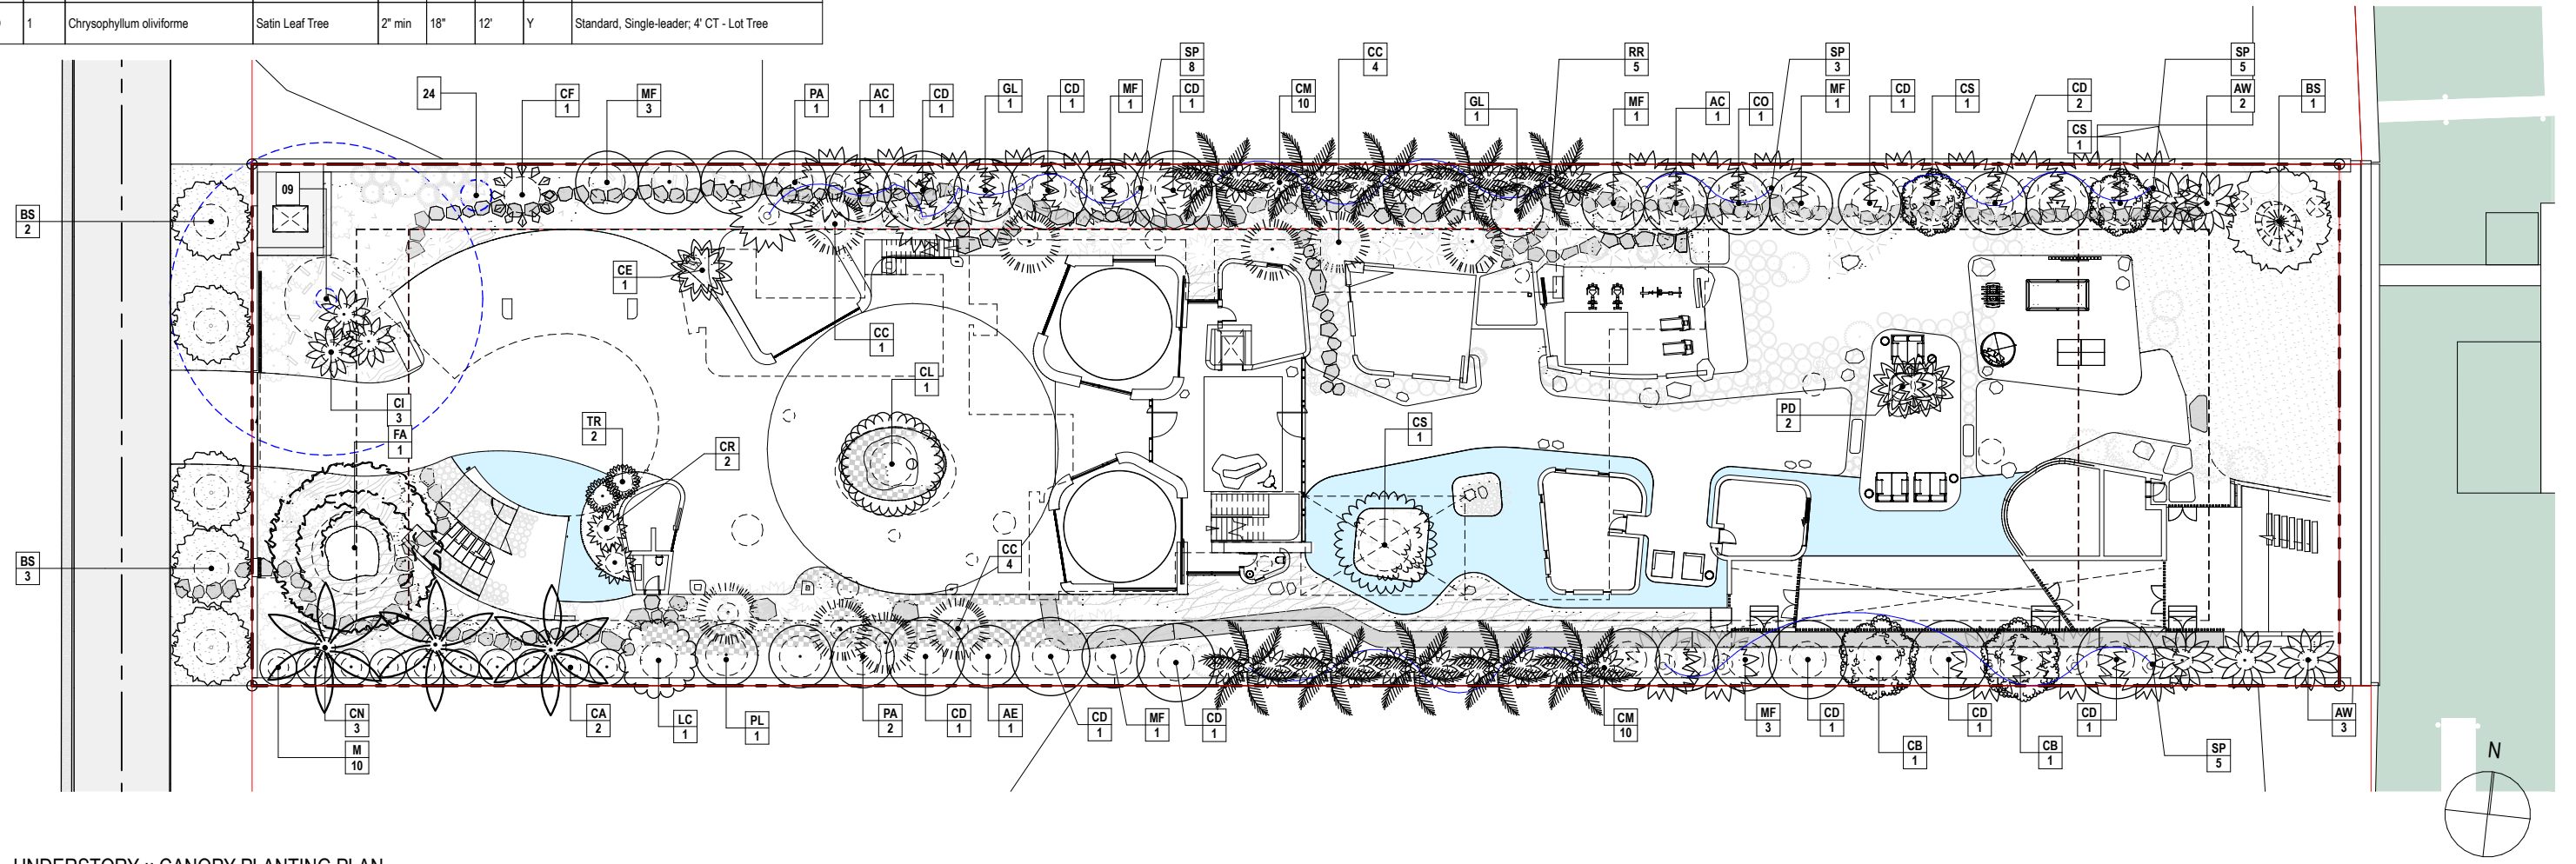 1 Chrysophyllum oliviforme Satin Leaf Tree 2" min 18" 12' Y Standard, Single-leader; 4' CT - Lot Tree
SP
8
CC
4
RR
5
SP
3
SP
5
24
CF
1
MF
3
PA
1
AC
1
CD
1
GL
1
CD
1
MF
1
CD
1
CM
10
GL
1
MF
1
AC
1
CO
1
MF
1
CD
1
CS
1
CD
2
CS
1
AW
2
BS
1
09
BS
2
CE
1
CC
1
CL
1
CI
3
FA
1
TR
2
CR
2
CS
1
PD
2
BS
3
CC
4
CN
3
M
10
CA
2
LC
1
PL
1
PA
2
CD
1
AE
1
CD
1
MF
1
CD
1
CM
10
MF
3
CD
1
CB
1
CD
1
CB
1
CD
1
SP
5
AW
3
N